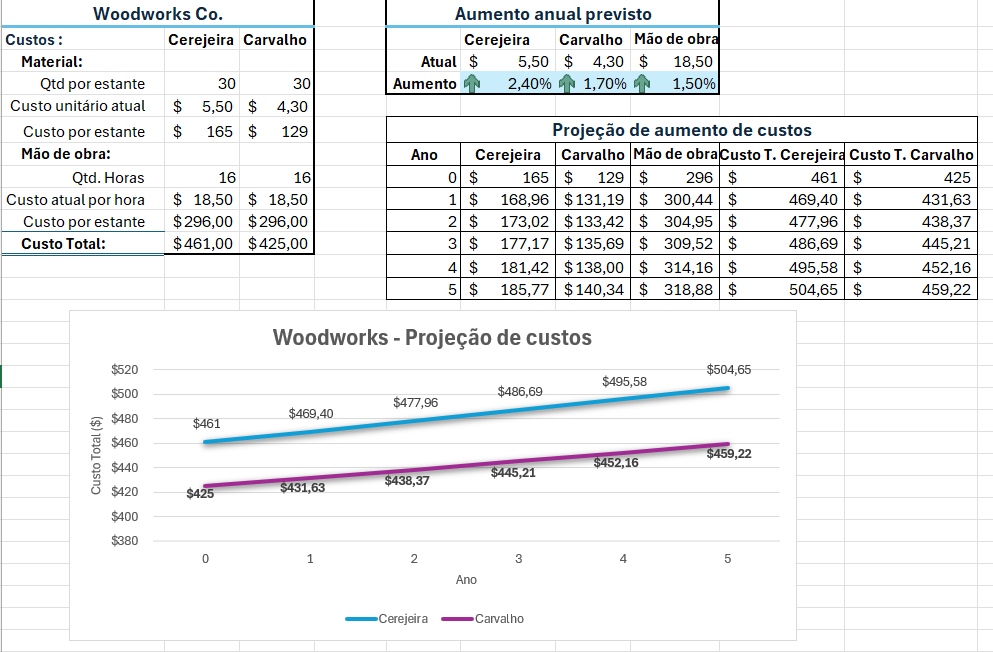 Woodworks Co.
Custos : Cerejeira Carvalho
Material:
Qtd por estante 30 30
Custo unitário atual $ 5,50 $ 4,30
Custo por estante $ 165 $ 129
Mão de obra:
Qtd. Horas 16 16
Custo atual por hora $ 18,50 $ 18,50
Custo por estante $296,00 $296,00
Custo Total: $461,00 $425,00
Aumento anual previsto
Cerejeira Carvalho Mão de obra
Atual $ 5,50 $ 4,30 $ 18,50
Aumento 2,40% 1,70% 1,50%
Projeção de aumento de custos
Ano Cerejeira Carvalho Mão de obra Custo T. Cerejeira Custo T. Carvalho
0 $ 165 $ 129 $ 296 $ 461 $ 425
1 $ 168,96 $131,19 $ 300,44 $ 469,40 $ 431,63
2 $ 173,02 $133,42 $ 304,95 $ 477,96 $ 438,37
3 $ 177,17 $135,69 $ 309,52 $ 486,69 $ 445,21
4 $ 181,42 $138,00 $ 314,16 $ 495,58 $ 452,16
5 $ 185,77 $140,34 $ 318,88 $ 504,65 $ 459,22
Woodworks - Projeção de custos
Custo Total ($)
$520
$500
$480
$460
$440
$420
$400
$380
$461 $469,40 $477,96 $486,69 $495,58 $504,65
$425 $431,63 $438,37 $445,21 $452,16 $459,22
0 1 2 3 4 5
Ano
Cerejeira Carvalho